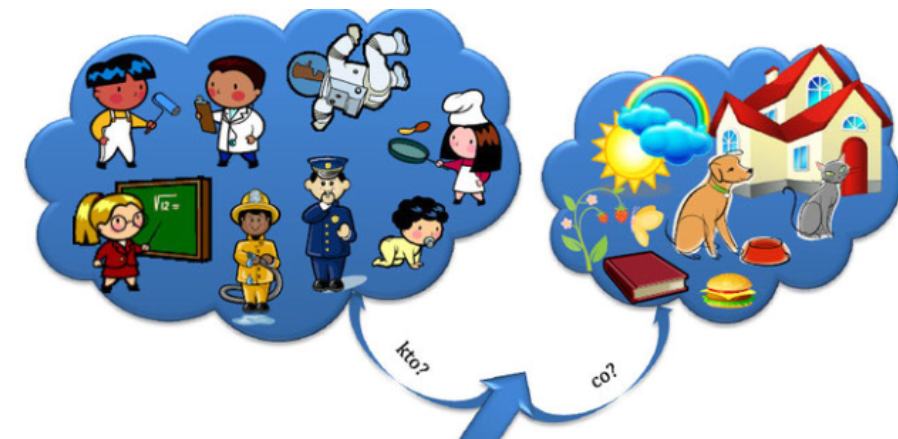 √12 =
kto?
co?